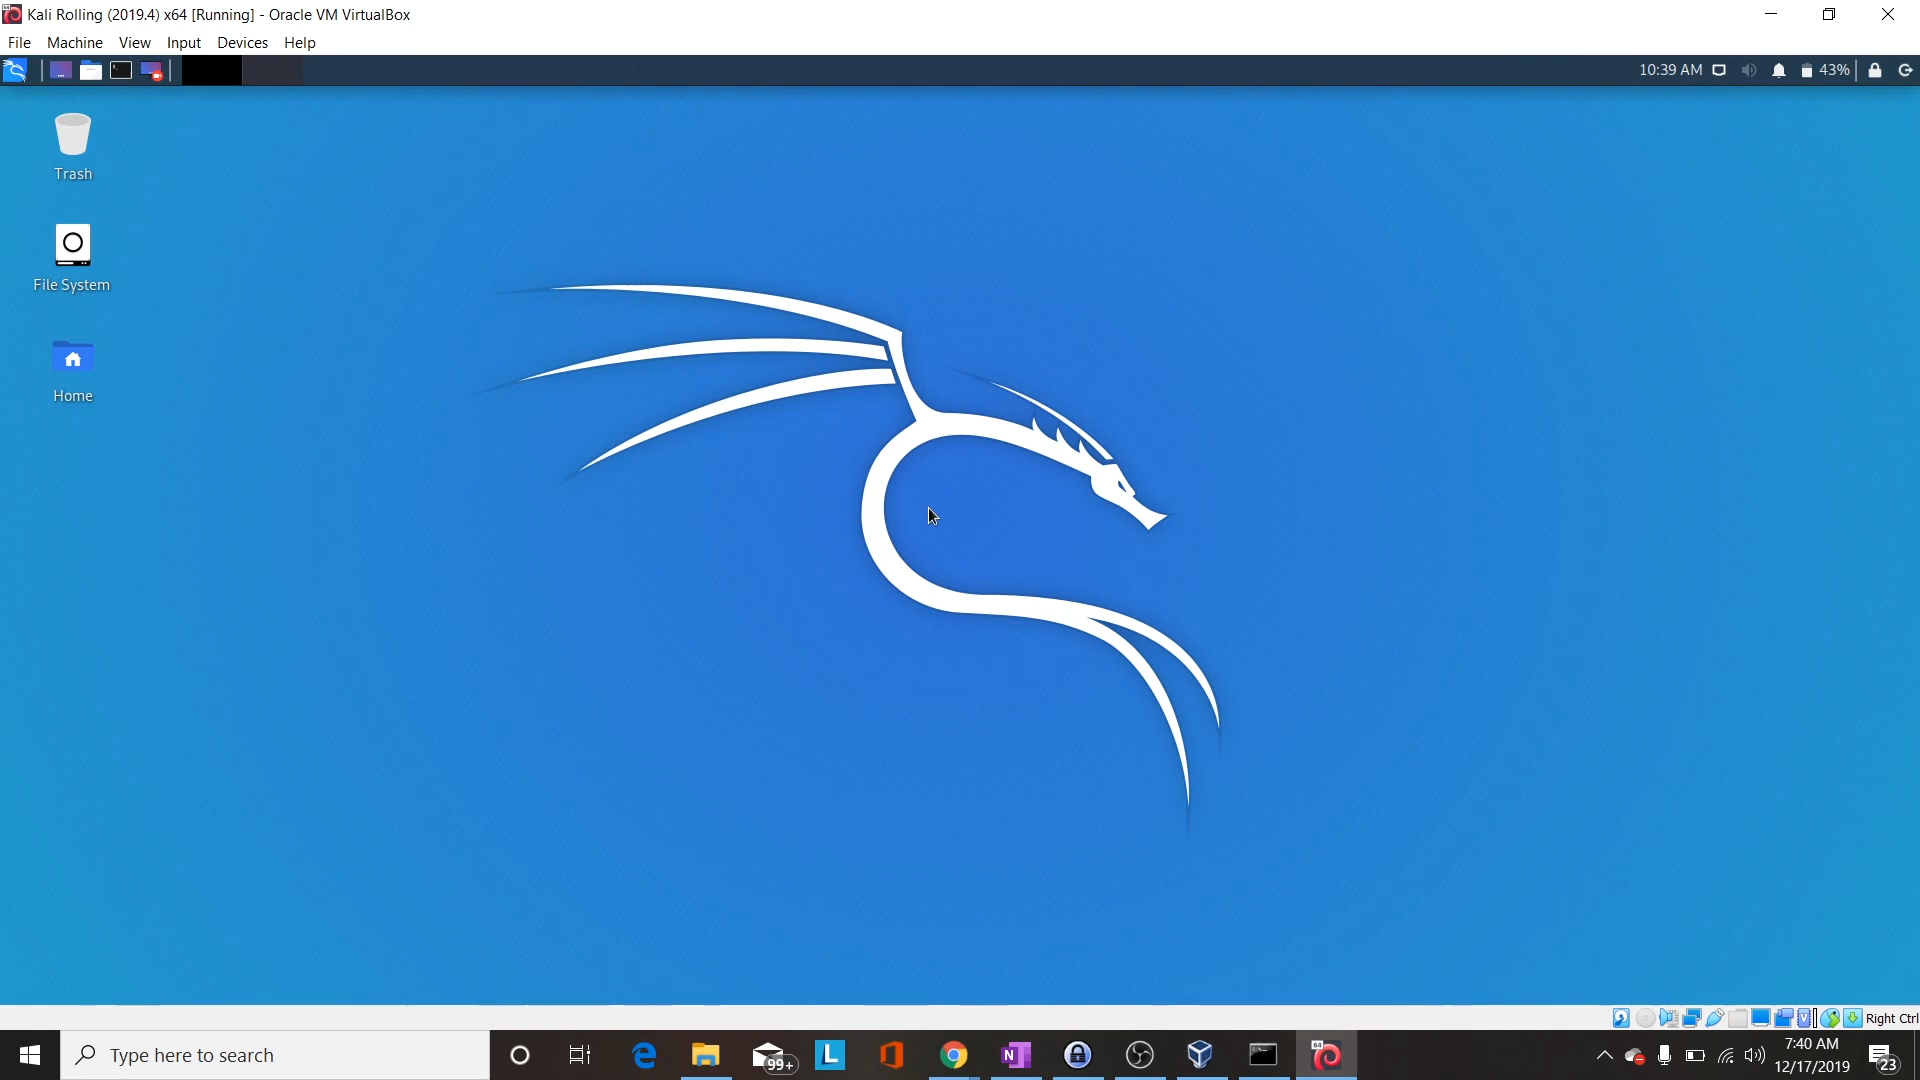 Kali Rolling (2019.4) x64 [Running] - Oracle VM VirtualBox
File Machine View Input Devices Help
10:39 AM 43%
Trash
File System
Home
Right Ctrl
Type here to search
99+
L
N
64
7:40 AM
12/17/2019
23